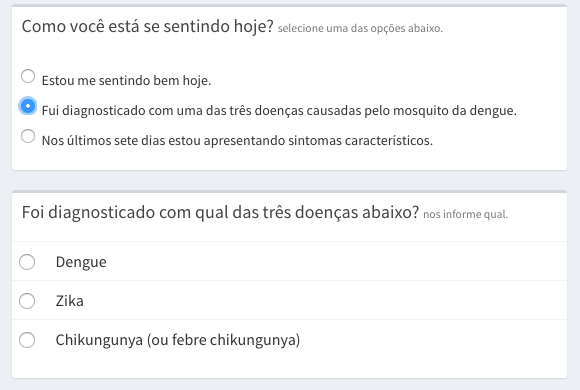 Como você está se sentindo hoje? selecione uma das opções abaixo.
Estou me sentindo bem hoje.
Fui diagnosticado com uma das três doenças causadas pelo mosquito da dengue.
Nos últimos sete dias estou apresentando sintomas característicos.
Foi diagnosticado com qual das três doenças abaixo? nos informe qual.
Dengue
Zika
Chikungunya (ou febre chikungunya)